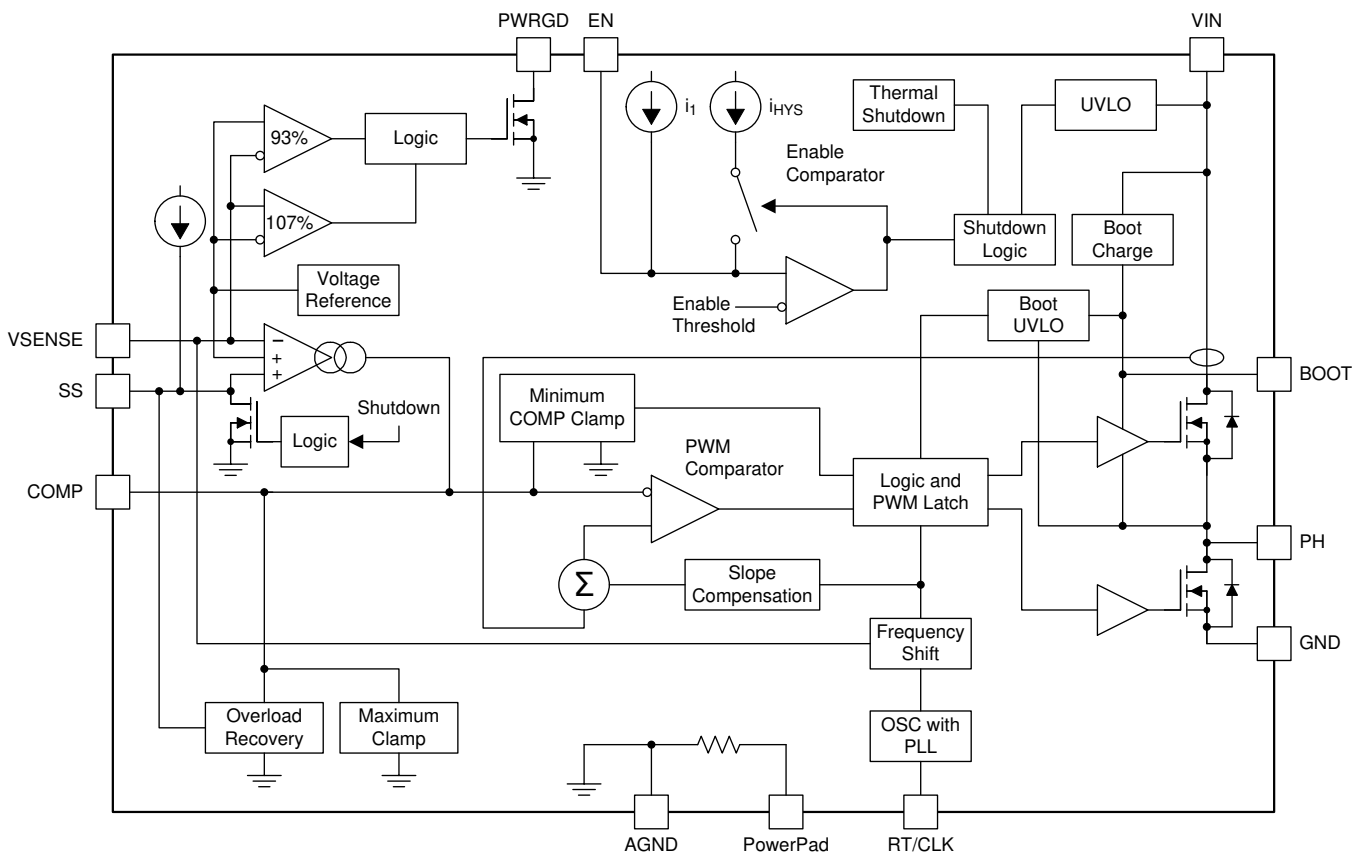 PWRGD
EN
VIN
93%
Logic
i1
iHYS
Thermal
Shutdown
UVLO
Enable
Comparator
107%
Shutdown
Logic
Boot
Charge
Voltage
Reference
Enable
Threshold
Boot
UVLO
VSENSE
−
+
+
SS
BOOT
Shutdown
Logic
Minimum
COMP Clamp
PWM
Comparator
COMP
Logic and
PWM Latch
PH
Σ
Slope
Compensation
Frequency
Shift
GND
Overload
Recovery
Maximum
Clamp
OSC with
PLL
AGND
PowerPad
RT/CLK